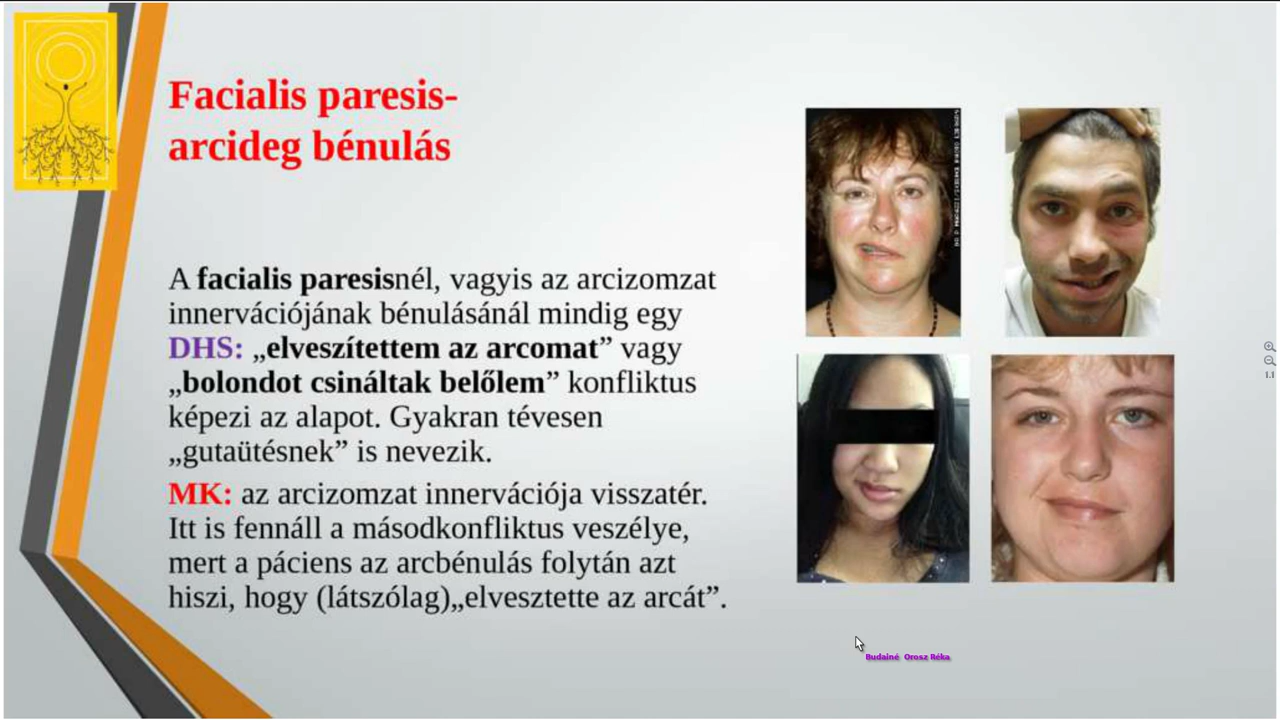 Facialis paresis-
arcideg bénulás
A facialis paresisnél, vagyis az arcizomzat
innervációjának bénulásánál mindig egy
DHS: „elveszítettem az arcomat” vagy
„bolondot csináltak belőlem” konfliktus
képezi az alapot. Gyakran tévesen
„gutaütésnek” is nevezik.
MK: az arcizomzat innervációja visszatér.
Itt is fennáll a másodkonfliktus veszélye,
mert a páciens az arcbénulás folytán azt
hiszi, hogy (látszólag)„elvesztette az arcát”.
Budainé Orosz Réka
1:1